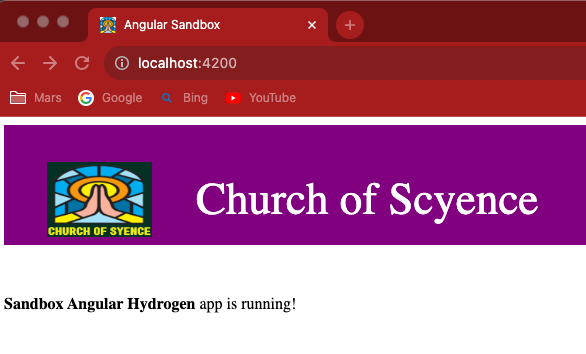 Angular Sandbox
localhost:4200
Mars Google Bing YouTube
CHURCH OF SYENCE
Church of Scyence
Sandbox Angular Hydrogen app is running!